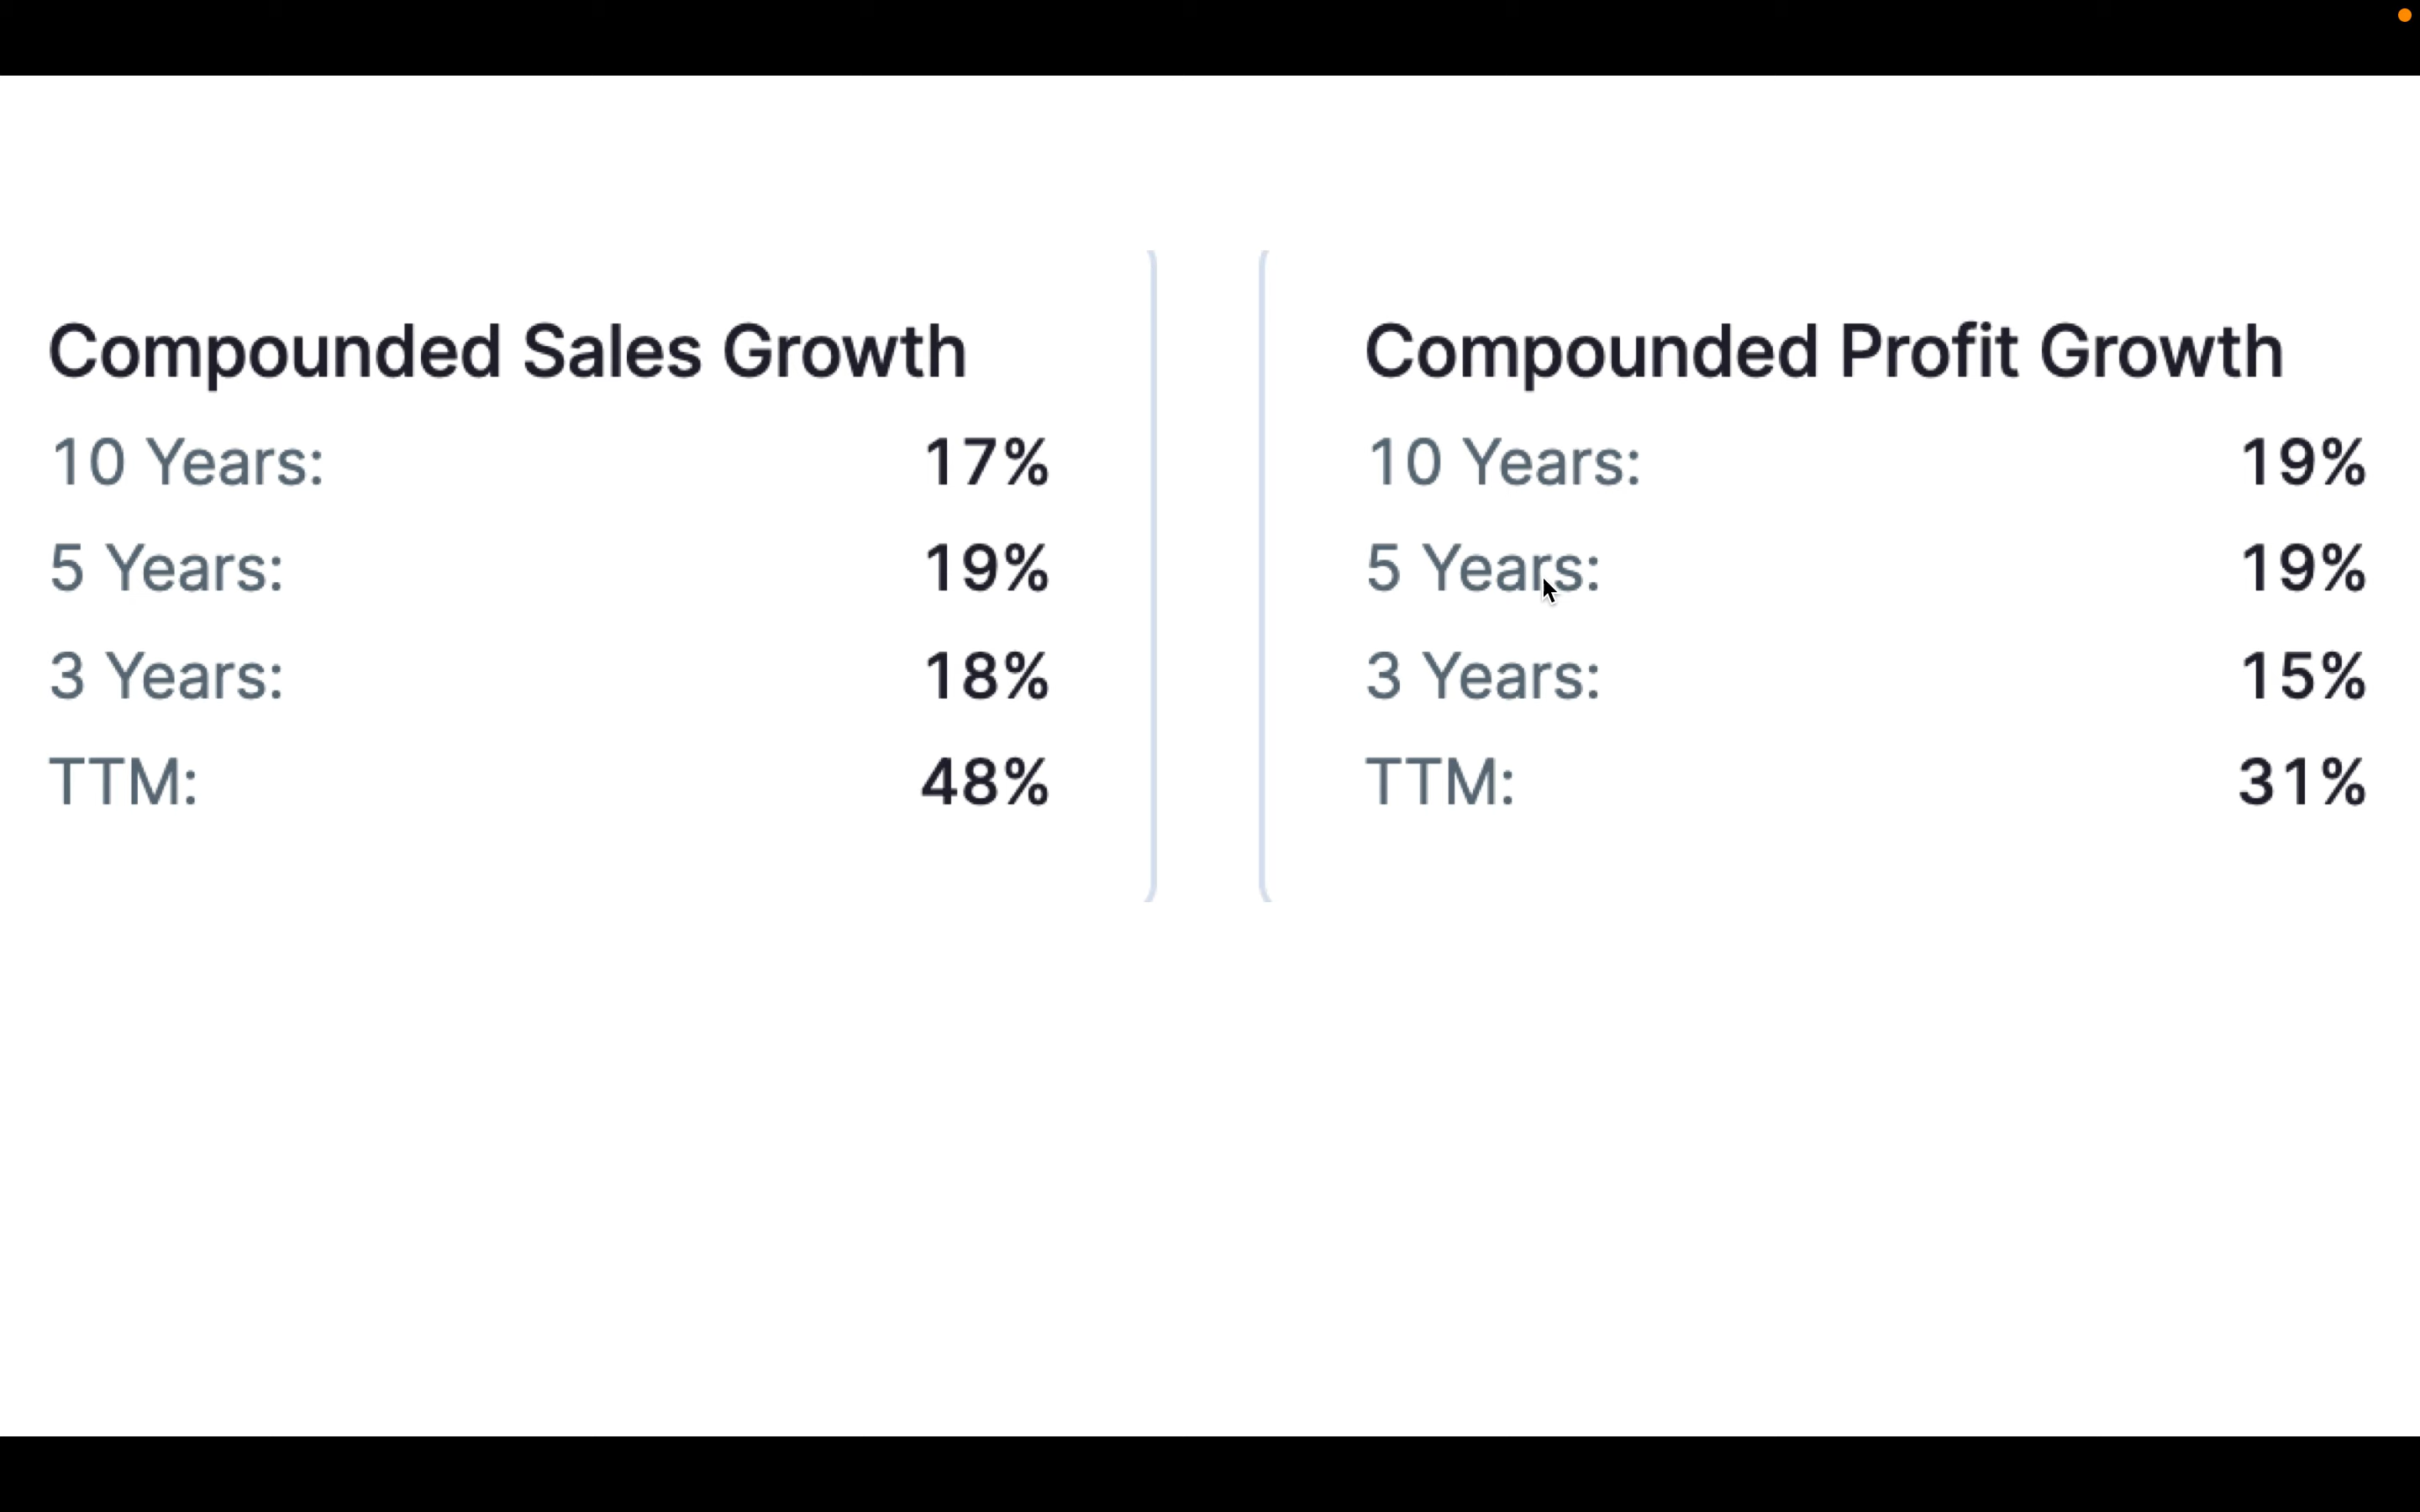 Compounded Sales Growth
10 Years: 17%
5 Years: 19%
3 Years: 18%
TTM: 48%
Compounded Profit Growth
10 Years: 19%
5 Years: 19%
3 Years: 15%
TTM: 31%